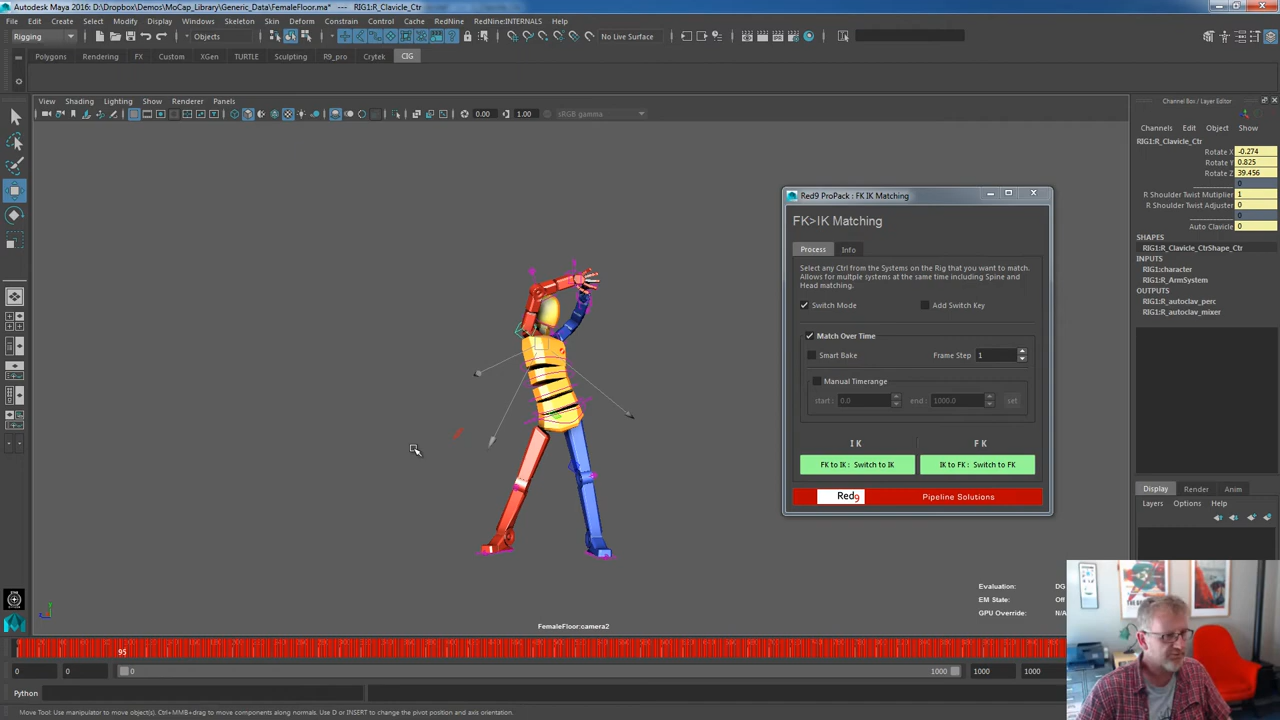 Autodesk Maya 2016: D:\Dropbox\Demos\MoCap_Library\Generic_Data\FemaleFloor.ma* --- RIG1:R_Clavicle_Ctr
File Edit Create Select Modify Display Windows Skeleton Skin Deform Constrain Control Cache RedNine RedNine:INTERNALS Help
Rigging Objects No Live Surface
Polygons Rendering FX Custom XGen TURTLE Sculpting R9_pro Crytek CIG
View Shading Lighting Show Renderer Panels
0.00 1.00 sRGB gamma
Channel Box / Layer Editor
Channels Edit Object Show
RIG1:R_Clavicle_Ctr
Rotate X -0.274
Rotate Y 0.825
Rotate Z 39.456
0
R Shoulder Twist Multiplier 1
R Shoulder Twist Adjuster 0
0
Auto Clavicle 0
SHAPES
R_Clavicle_CtrShape_Ctr
INPUTS
RIG1:character
RIG1:R_ArmSystem
OUTPUTS
RIG1:R_autoclav_perc
RIG1:R_autoclav_mixer
Red9 ProPack : FK IK Matching
FK>IK Matching
Process Info
Select any Ctrl from the Systems on the Rig that you want to match.
Allows for multiple systems at the same time including Spine and
Head matching.
Switch Mode Add Switch Key
Match Over Time
Smart Bake Frame Step 1
Manual Timerange
start : 0.0 end : 1000.0 set
I K F K
FK to IK : Switch to IK IK to FK : Switch to FK
Red9 Pipeline Solutions
Display Render Anim
Layers Options Help
Evaluation: DG
EM State: Off
GPU Override: N/A
FemaleFloor:camera2
95
0 0 0 1000 1000 1000
Python
Move Tool: Use manipulator to move object(s). Ctrl+MMB+drag to move components along normals. Use D or INSERT to change the pivot position and axis orientation.